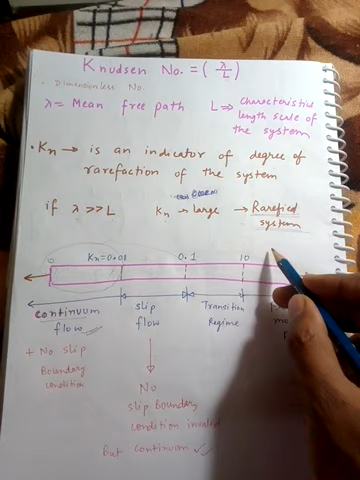 Knudsen No. = (λ/L)
· Dimensionless No.
λ = Mean free path L ⇒ characteristic
length scale of
the system
· Kn → is an indicator of degree of
rarefaction of the system
if λ >> L Kn → large → Rarefied
system
0 Kn = 0.01 0.1 10
continuum flow
slip flow
Transition Regime
+ No slip
Boundary
condition
No
slip Boundary
condition invalid
But continuum ✓